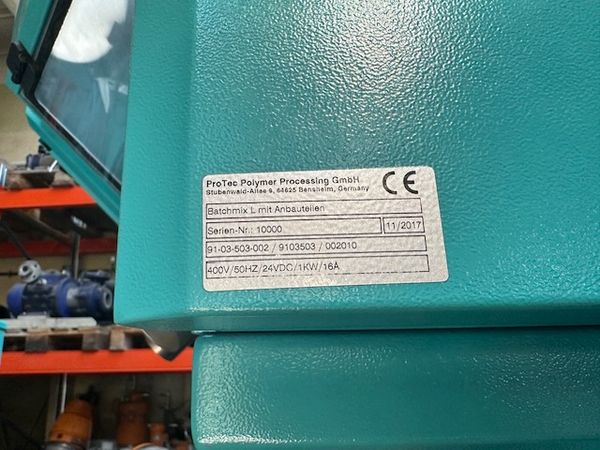 ProTec Polymer Processing GmbH
Stubenwald-Allee 9, 64625 Bensheim, Germany
CE
Batchmix L mit Anbauteilen
Serien-Nr.: 10000
11/2017
91-03-503-002 / 9103503 / 002010
400V/50HZ/24VDC/1KW/16A